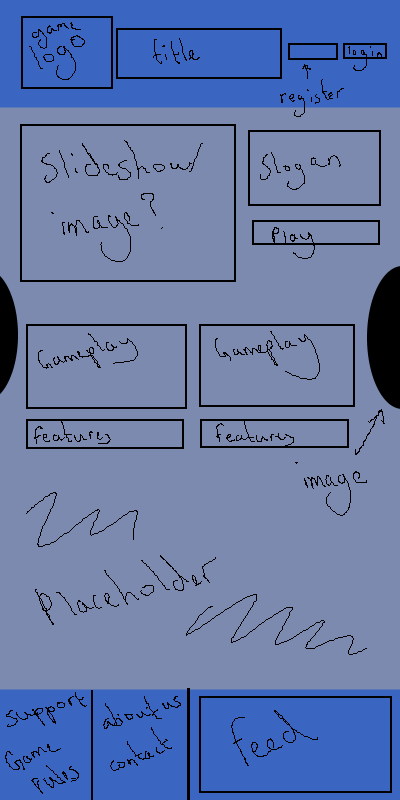 game
logo
title
login
register
Slideshow/
image?
Slogan
Play
Gameplay
Gameplay
features
features
image
Placeholder
support
Game
rules
about us
contact
feed